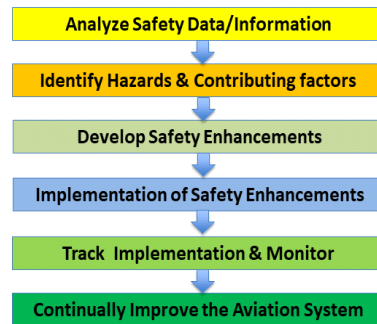 Analyze Safety Data/Information
Identify Hazards & Contributing factors
Develop Safety Enhancements
Implementation of Safety Enhancements
Track Implementation & Monitor
Continually Improve the Aviation System